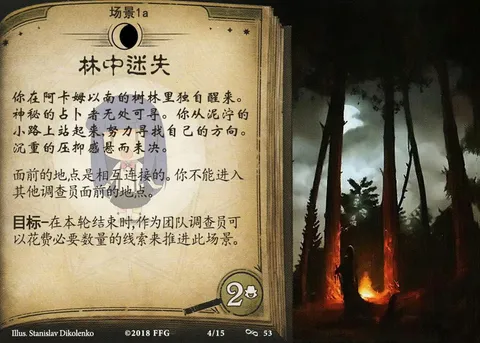 场景1a
林中迷失
你在阿卡姆以南的树林里独自醒来。
神秘的占卜者无处可寻。你从泥泞的
小路上站起来,努力寻找自己的方向。
沉重的压抑感悬而未决。
面前的地点是相互连接的。你不能进入
其他调查员面前的地点。
目标–在本轮结束时,作为团队调查员可
以花费必要数量的线索来推进此场景。
2
Illus. Stanislav Dikolenko ©2018 FFG 4/15 53